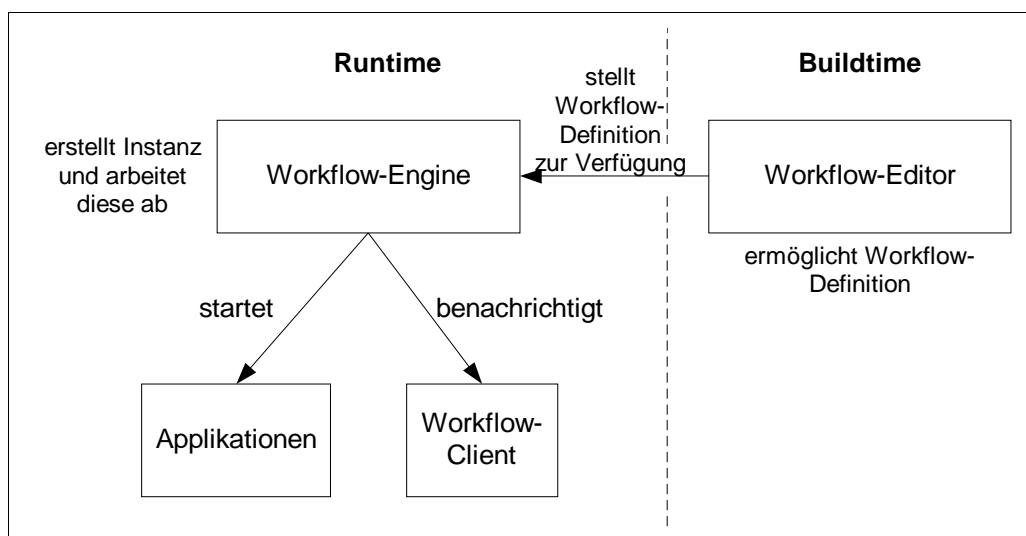 Runtime
Buildtime
stellt
Workflow-
Definition
zur Verfügung
erstellt Instanz
und arbeitet
diese ab
Workflow-Engine
Workflow-Editor
ermöglicht Workflow-
Definition
startet
benachrichtigt
Applikationen
Workflow-
Client